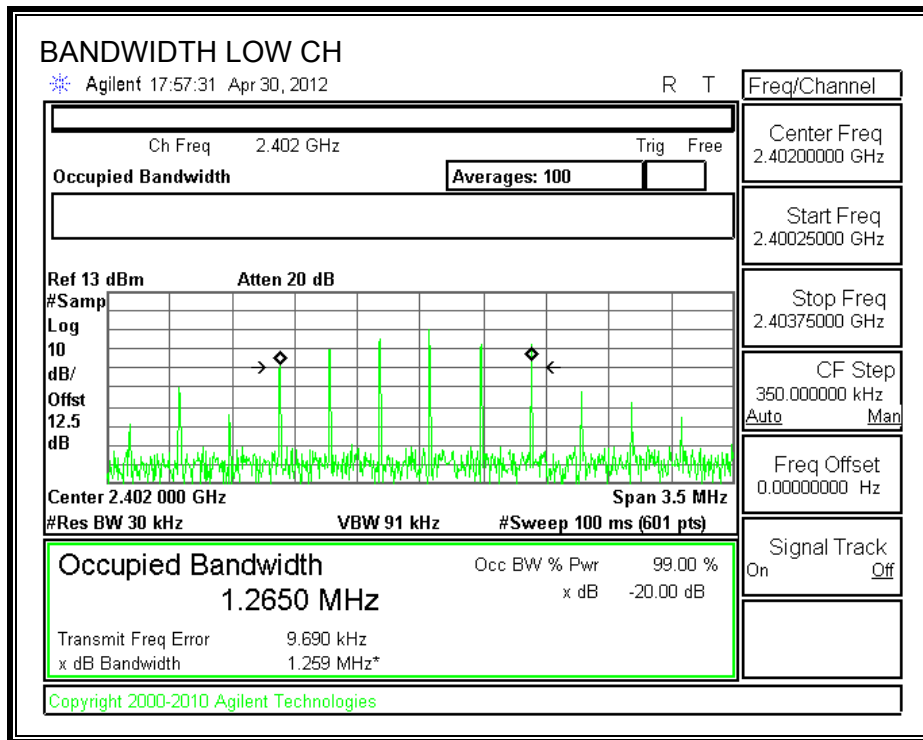 BANDWIDTH LOW CH
Agilent 17:57:31 Apr 30, 2012 R T
Freq/Channel
Ch Freq 2.402 GHz Trig Free
Occupied Bandwidth Averages: 100
Center Freq
2.40200000 GHz
Start Freq
2.40025000 GHz
Ref 13 dBm Atten 20 dB
#Samp
Log
10
dB/
Offst
12.5
dB
Stop Freq
2.40375000 GHz
CF Step
350.000000 kHz
Auto Man
Freq Offset
0.00000000 Hz
Center 2.402 000 GHz Span 3.5 MHz
#Res BW 30 kHz VBW 91 kHz #Sweep 100 ms (601 pts)
Signal Track
On Off
Occupied Bandwidth Occ BW % Pwr 99.00 %
1.2650 MHz x dB -20.00 dB
Transmit Freq Error 9.690 kHz
x dB Bandwidth 1.259 MHz*
Copyright 2000-2010 Agilent Technologies